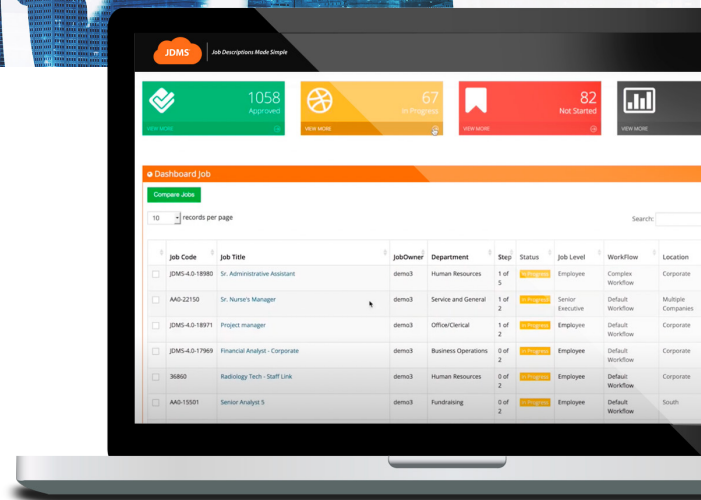 JDMS
Job Descriptions Made Simple
1058
Approved
VIEW MORE
67
In Progress
VIEW MORE
82
Not Started
VIEW MORE
VIEW MORE
Dashboard Job
Compare Jobs
10 records per page
Search:
Job Code Job Title JobOwner Department Step Status Job Level WorkFlow Location
JDMS-4.0-18980 Sr. Administrative Assistant demo3 Human Resources 1 of 5 In Progress Employee Complex Workflow Corporate
AA0-22150 Sr. Nurse's Manager demo3 Service and General 1 of 2 In Progress Senior Executive Default Workflow Multiple Companies
JDMS-4.0-18971 Project manager demo3 Office/Clerical 1 of 2 In Progress Employee Default Workflow Corporate
JDMS-4.0-17969 Financial Analyst - Corporate demo3 Business Operations 0 of 2 In Progress Employee Default Workflow Corporate
36860 Radiology Tech - Staff Link demo3 Human Resources 0 of 2 In Progress Employee Default Workflow Corporate
AA0-15501 Senior Analyst 5 demo3 Fundraising 0 of 2 In Progress Employee Default Workflow South